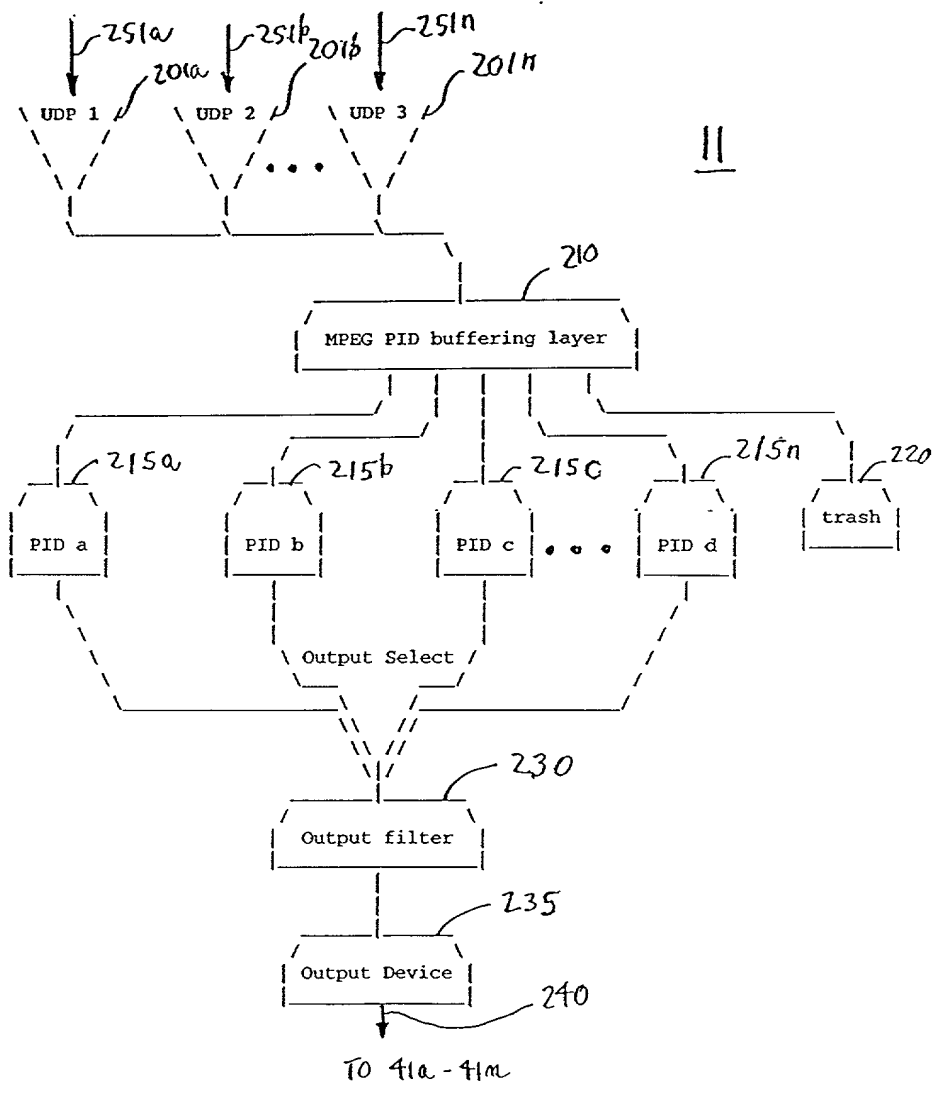 251a 251b 251n
201a 201b 201n
UDP 1 UDP 2 UDP 3
11
210
MPEG PID buffering layer
215a 215b 215c 215n 220
trash
PID a PID b PID c PID d
Output Select
230
Output filter
235
Output Device
240
TO 41a - 41n